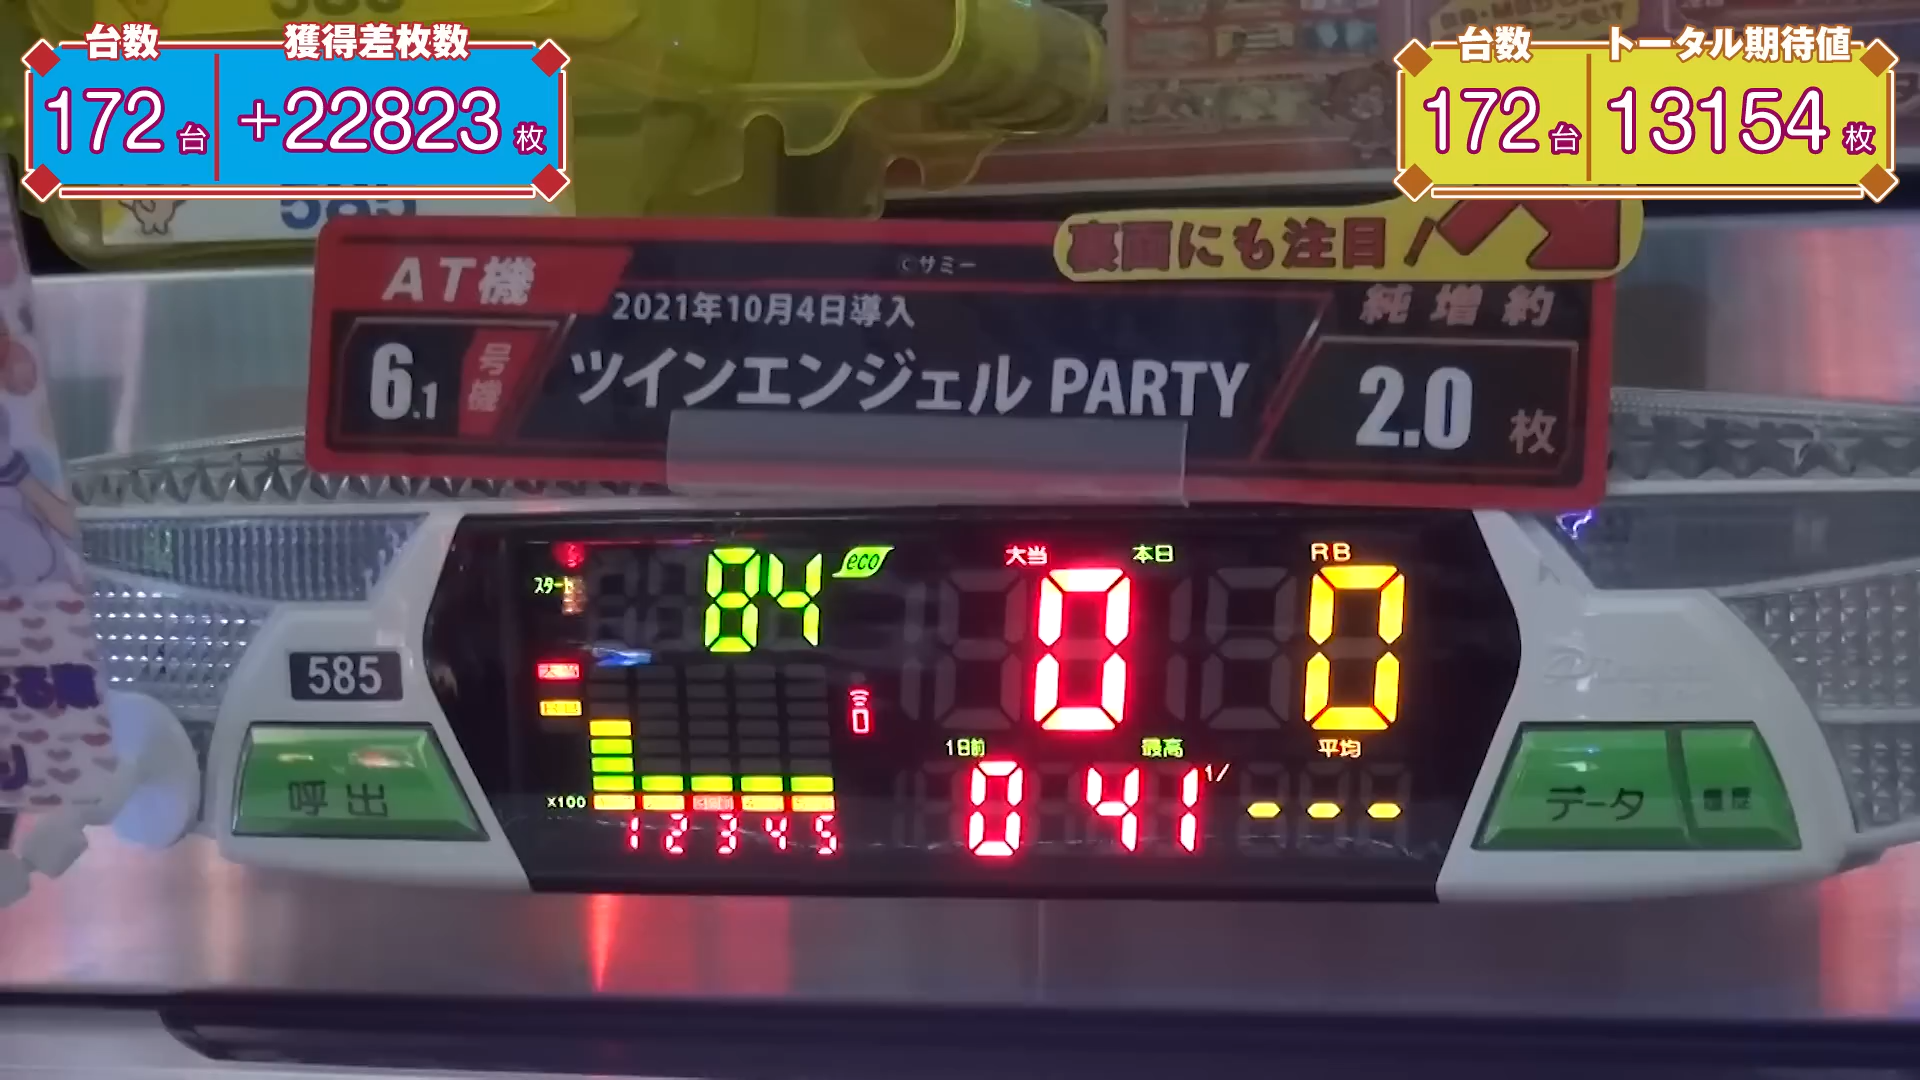 台数 獲得差枚数
172台 +22823枚
台数 トータル期待値
172台 13154枚
585
裏面にも注目!
AT機
©サミー
2021年10月4日導入
純増約
6.1号機
ツインエンジェル PARTY
2.0枚
スタート
84
eco
大当
本日
0
RB
0
585
呼出
x100
1 2 3 4 5
1日前
0
最高
41
1/
平均
---
データ
履歴